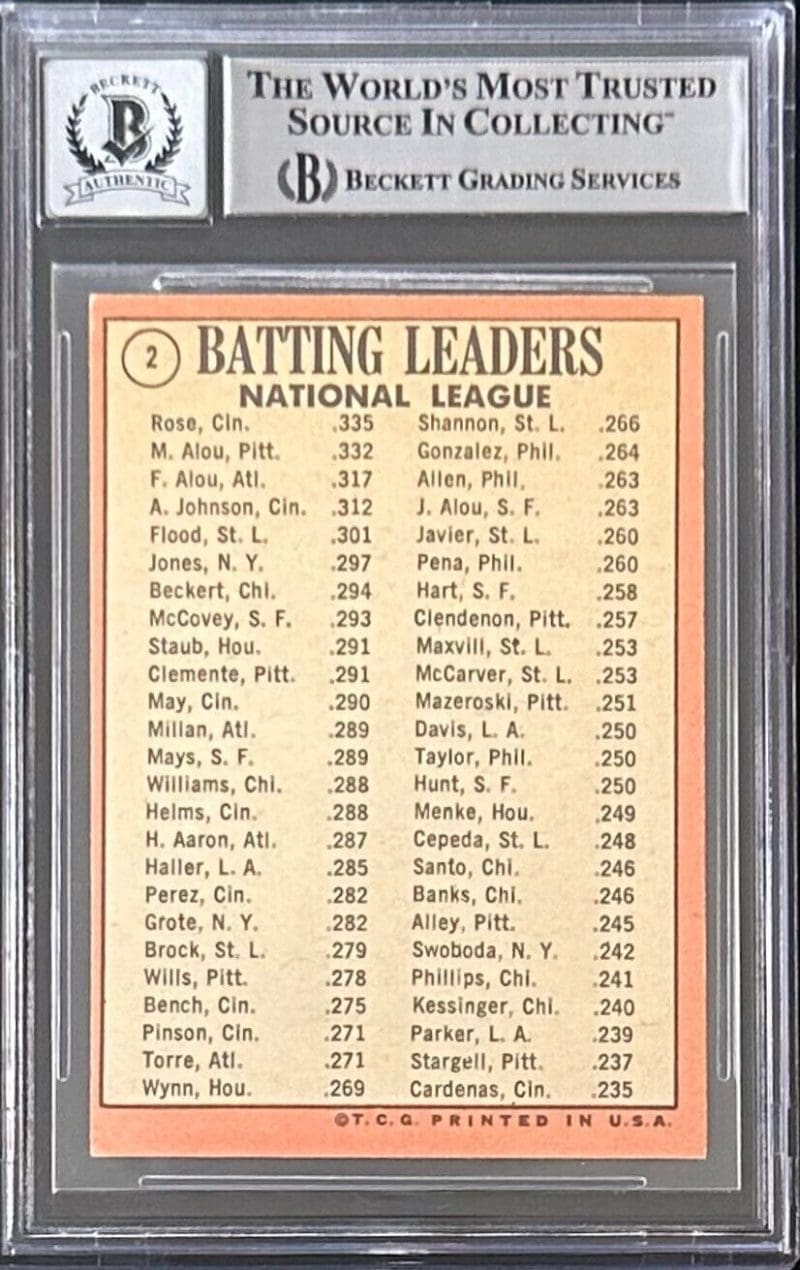 BECKETT
B
AUTHENTIC
THE WORLD'S MOST TRUSTED
SOURCE IN COLLECTING™
(B) BECKETT GRADING SERVICES
2 BATTING LEADERS
NATIONAL LEAGUE
Rose, Cin. .335
M. Alou, Pitt. .332
F. Alou, Atl. .317
A. Johnson, Cin. .312
Flood, St. L. .301
Jones, N. Y. .297
Beckert, Chi. .294
McCovey, S. F. .293
Staub, Hou. .291
Clemente, Pitt. .291
May, Cin. .290
Millan, Atl. .289
Mays, S. F. .289
Williams, Chi. .288
Helms, Cin. .288
H. Aaron, Atl. .287
Haller, L. A. .285
Perez, Cin. .282
Grote, N. Y. .282
Brock, St. L. .279
Wills, Pitt. .278
Bench, Cin. .275
Pinson, Cin. .271
Torre, Atl. .271
Wynn, Hou. .269
Shannon, St. L. .266
Gonzalez, Phil. .264
Allen, Phil. .263
J. Alou, S. F. .263
Javier, St. L. .260
Pena, Phil. .260
Hart, S. F. .258
Clendenon, Pitt. .257
Maxvill, St. L. .253
McCarver, St. L. .253
Mazeroski, Pitt. .251
Davis, L. A. .250
Taylor, Phil. .250
Hunt, S. F. .250
Menke, Hou. .249
Cepeda, St. L. .248
Santo, Chi. .246
Banks, Chi. .246
Alley, Pitt. .245
Swoboda, N. Y. .242
Phillips, Chi. .241
Kessinger, Chi. .240
Parker, L. A. .239
Stargell, Pitt. .237
Cardenas, Cin. .235
©T. C. G. PRINTED IN U.S.A.